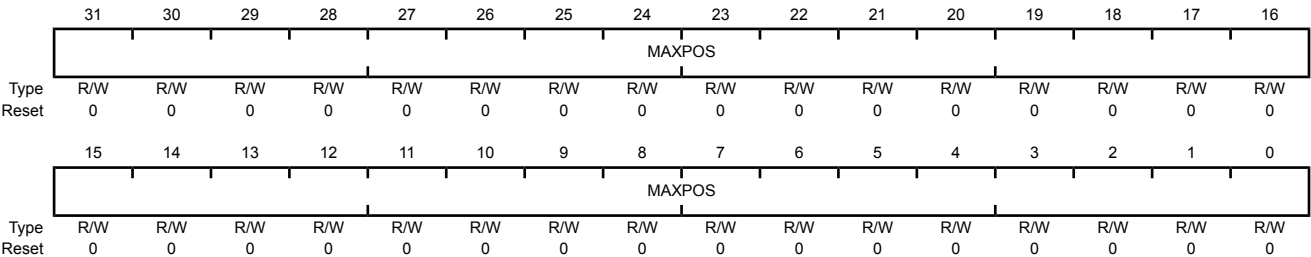 31 30 29 28 27 26 25 24 23 22 21 20 19 18 17 16
MAXPOS
Type R/W R/W R/W R/W R/W R/W R/W R/W R/W R/W R/W R/W R/W R/W R/W R/W
Reset 0 0 0 0 0 0 0 0 0 0 0 0 0 0 0 0
15 14 13 12 11 10 9 8 7 6 5 4 3 2 1 0
MAXPOS
Type R/W R/W R/W R/W R/W R/W R/W R/W R/W R/W R/W R/W R/W R/W R/W R/W
Reset 0 0 0 0 0 0 0 0 0 0 0 0 0 0 0 0